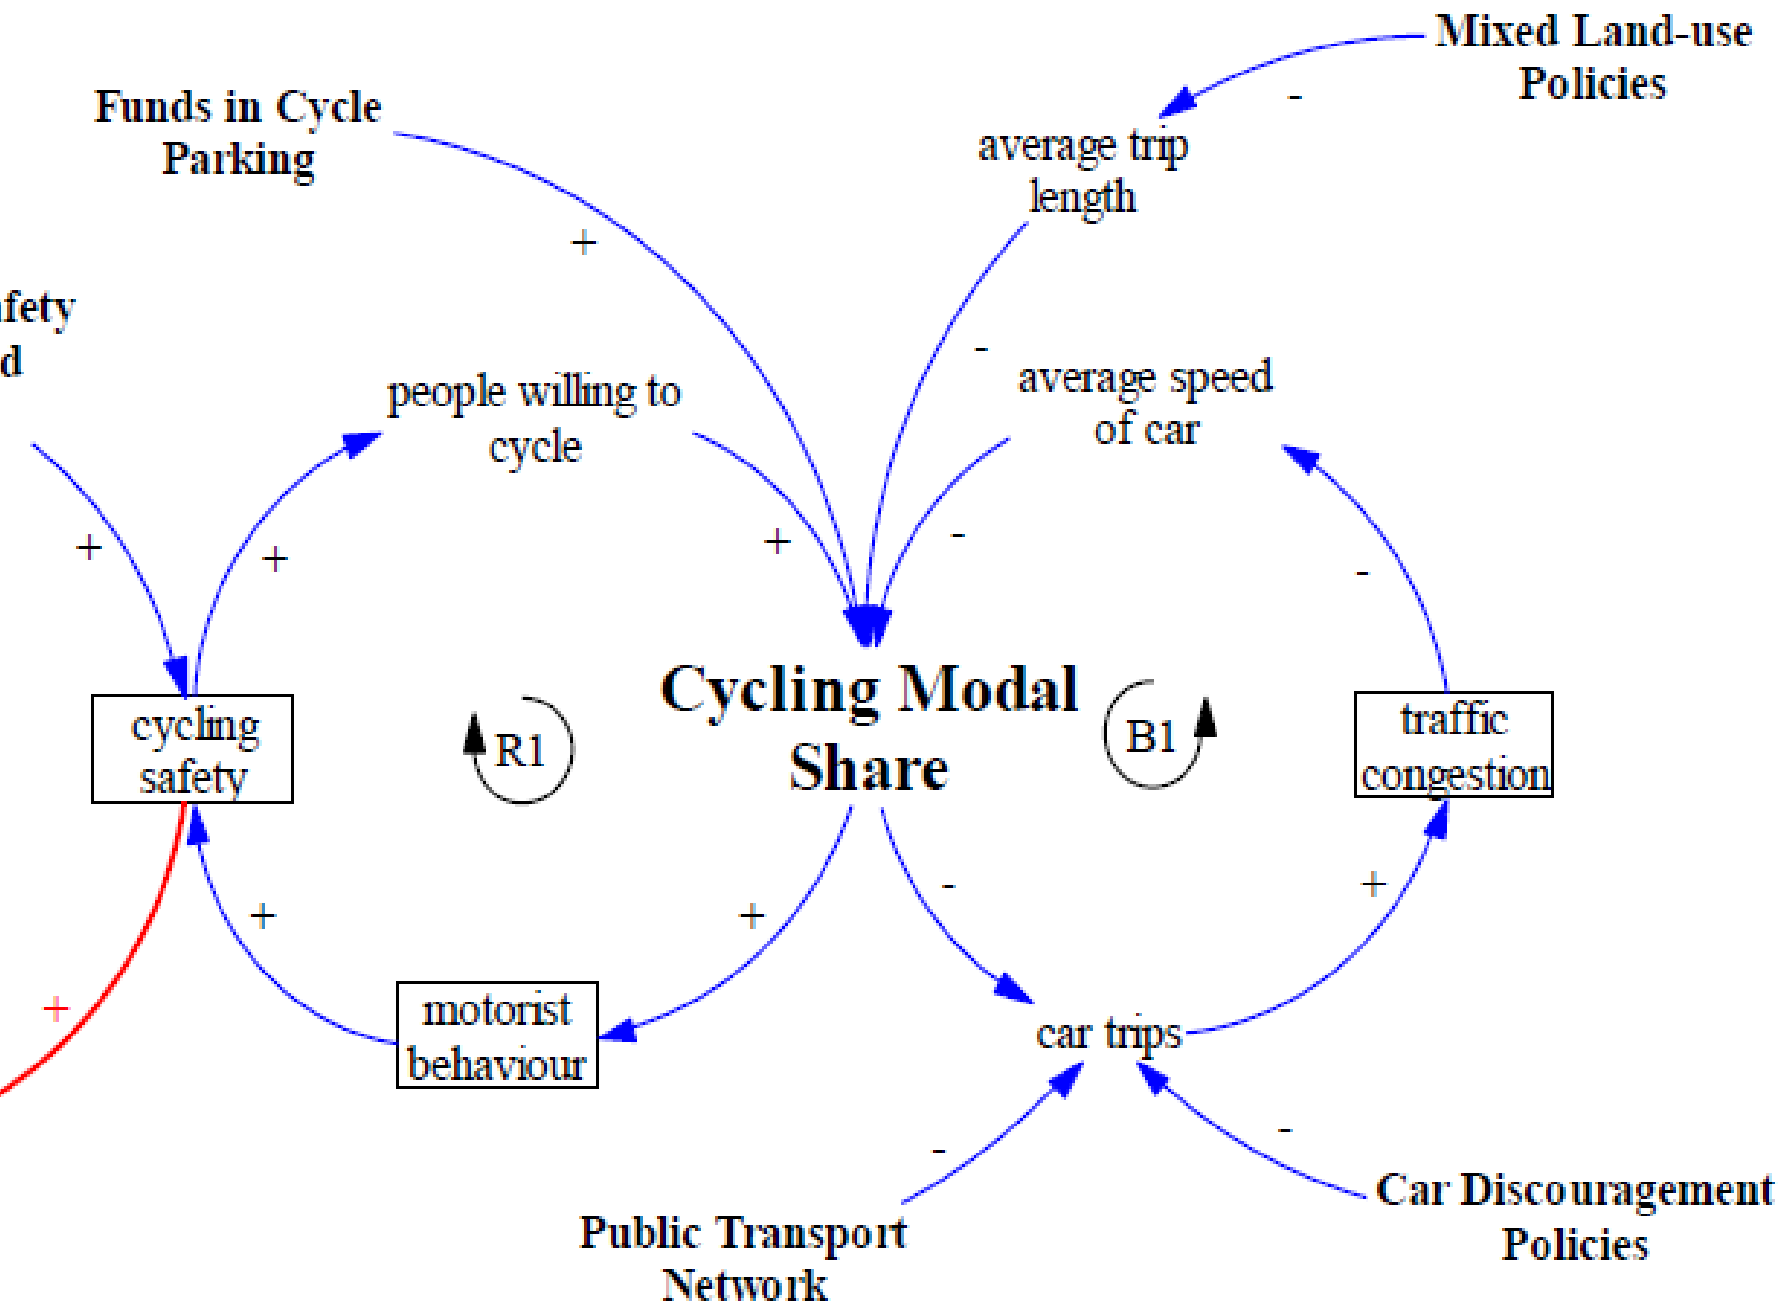 Mixed Land-use
Policies
-
Funds in Cycle
Parking
+
average trip
length
-
average speed
of car
-
-
people willing to
cycle
+
+
+
Cycling Modal
Share
R1
B1
cycling
safety
traffic
congestion
+
+
-
+
+
motorist
behaviour
car trips
-
-
Public Transport
Network
Car Discouragement
Policies